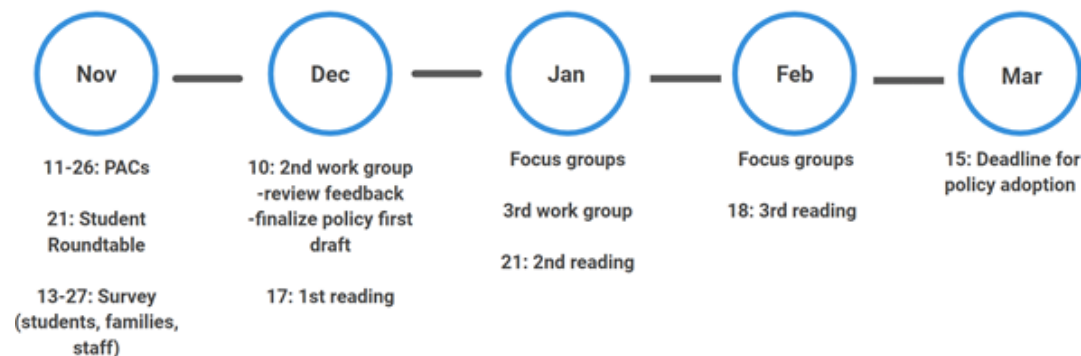 Nov
Dec
Jan
Feb
Mar
11-26: PACs
21: Student
Roundtable
13-27: Survey
(students, families,
staff)
10: 2nd work group
-review feedback
-finalize policy first
draft
17: 1st reading
Focus groups
3rd work group
21: 2nd reading
Focus groups
18: 3rd reading
15: Deadline for
policy adoption